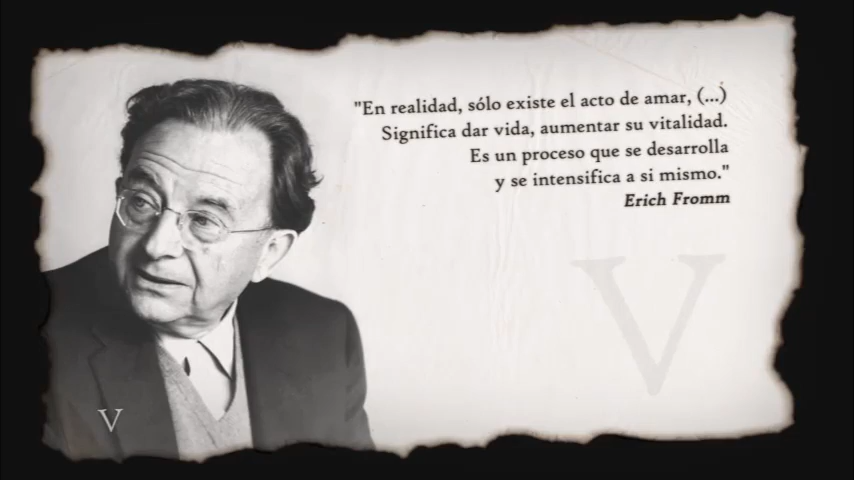 "En realidad, sólo existe el acto de amar, (...)
Significa dar vida, aumentar su vitalidad.
Es un proceso que se desarrolla
y se intensifica a si mismo."
Erich Fromm
V
V